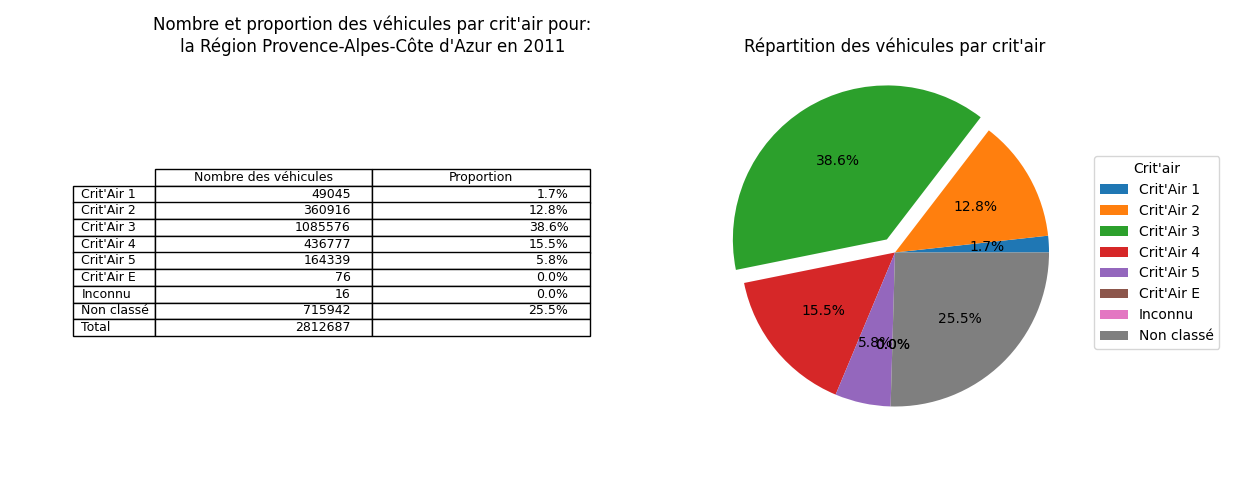 Nombre et proportion des véhicules par crit'air pour:
la Région Provence-Alpes-Côte d'Azur en 2011
Nombre des véhicules Proportion
Crit'Air 1 49045 1.7%
Crit'Air 2 360916 12.8%
Crit'Air 3 1085576 38.6%
Crit'Air 4 436777 15.5%
Crit'Air 5 164339 5.8%
Crit'Air E 76 0.0%
Inconnu 16 0.0%
Non classé 715942 25.5%
Total 2812687
Répartition des véhicules par crit'air
38.6%
12.8%
1.7%
15.5%
25.5%
5.8%
0.0%
0.0%
Crit'air
Crit'Air 1
Crit'Air 2
Crit'Air 3
Crit'Air 4
Crit'Air 5
Crit'Air E
Inconnu
Non classé